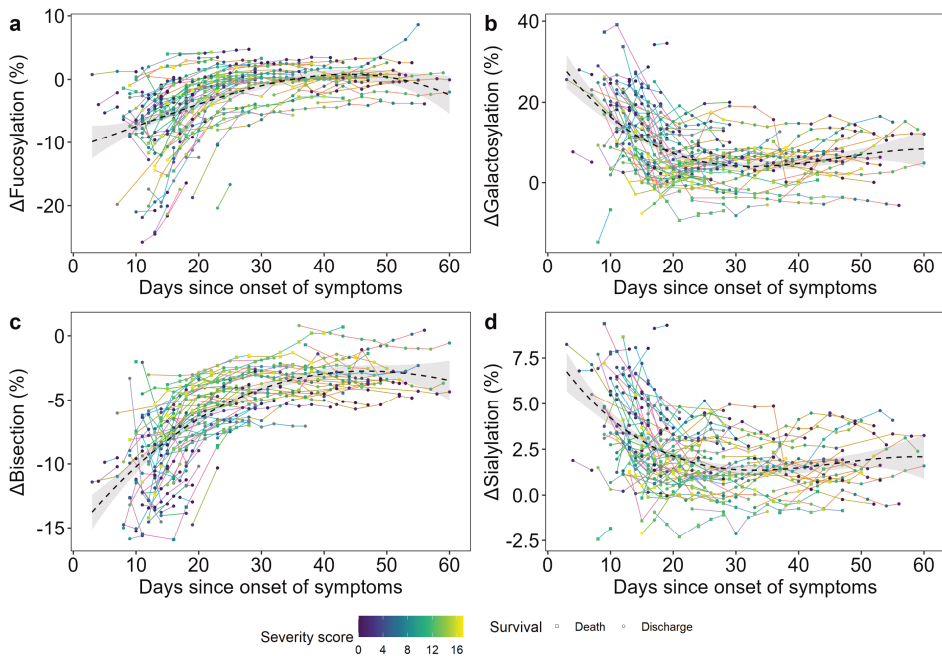 a
ΔFucosylation (%)
10
0
-10
-20
0 10 20 30 40 50 60
Days since onset of symptoms
b
ΔGalactosylation (%)
40
20
0
0 10 20 30 40 50 60
Days since onset of symptoms
c
ΔBisection (%)
0
-5
-10
-15
0 10 20 30 40 50 60
Days since onset of symptoms
d
ΔSialylation (%)
7.5
5.0
2.5
0.0
-2.5
0 10 20 30 40 50 60
Days since onset of symptoms
Severity score
0 4 8 12 16
Survival Death Discharge